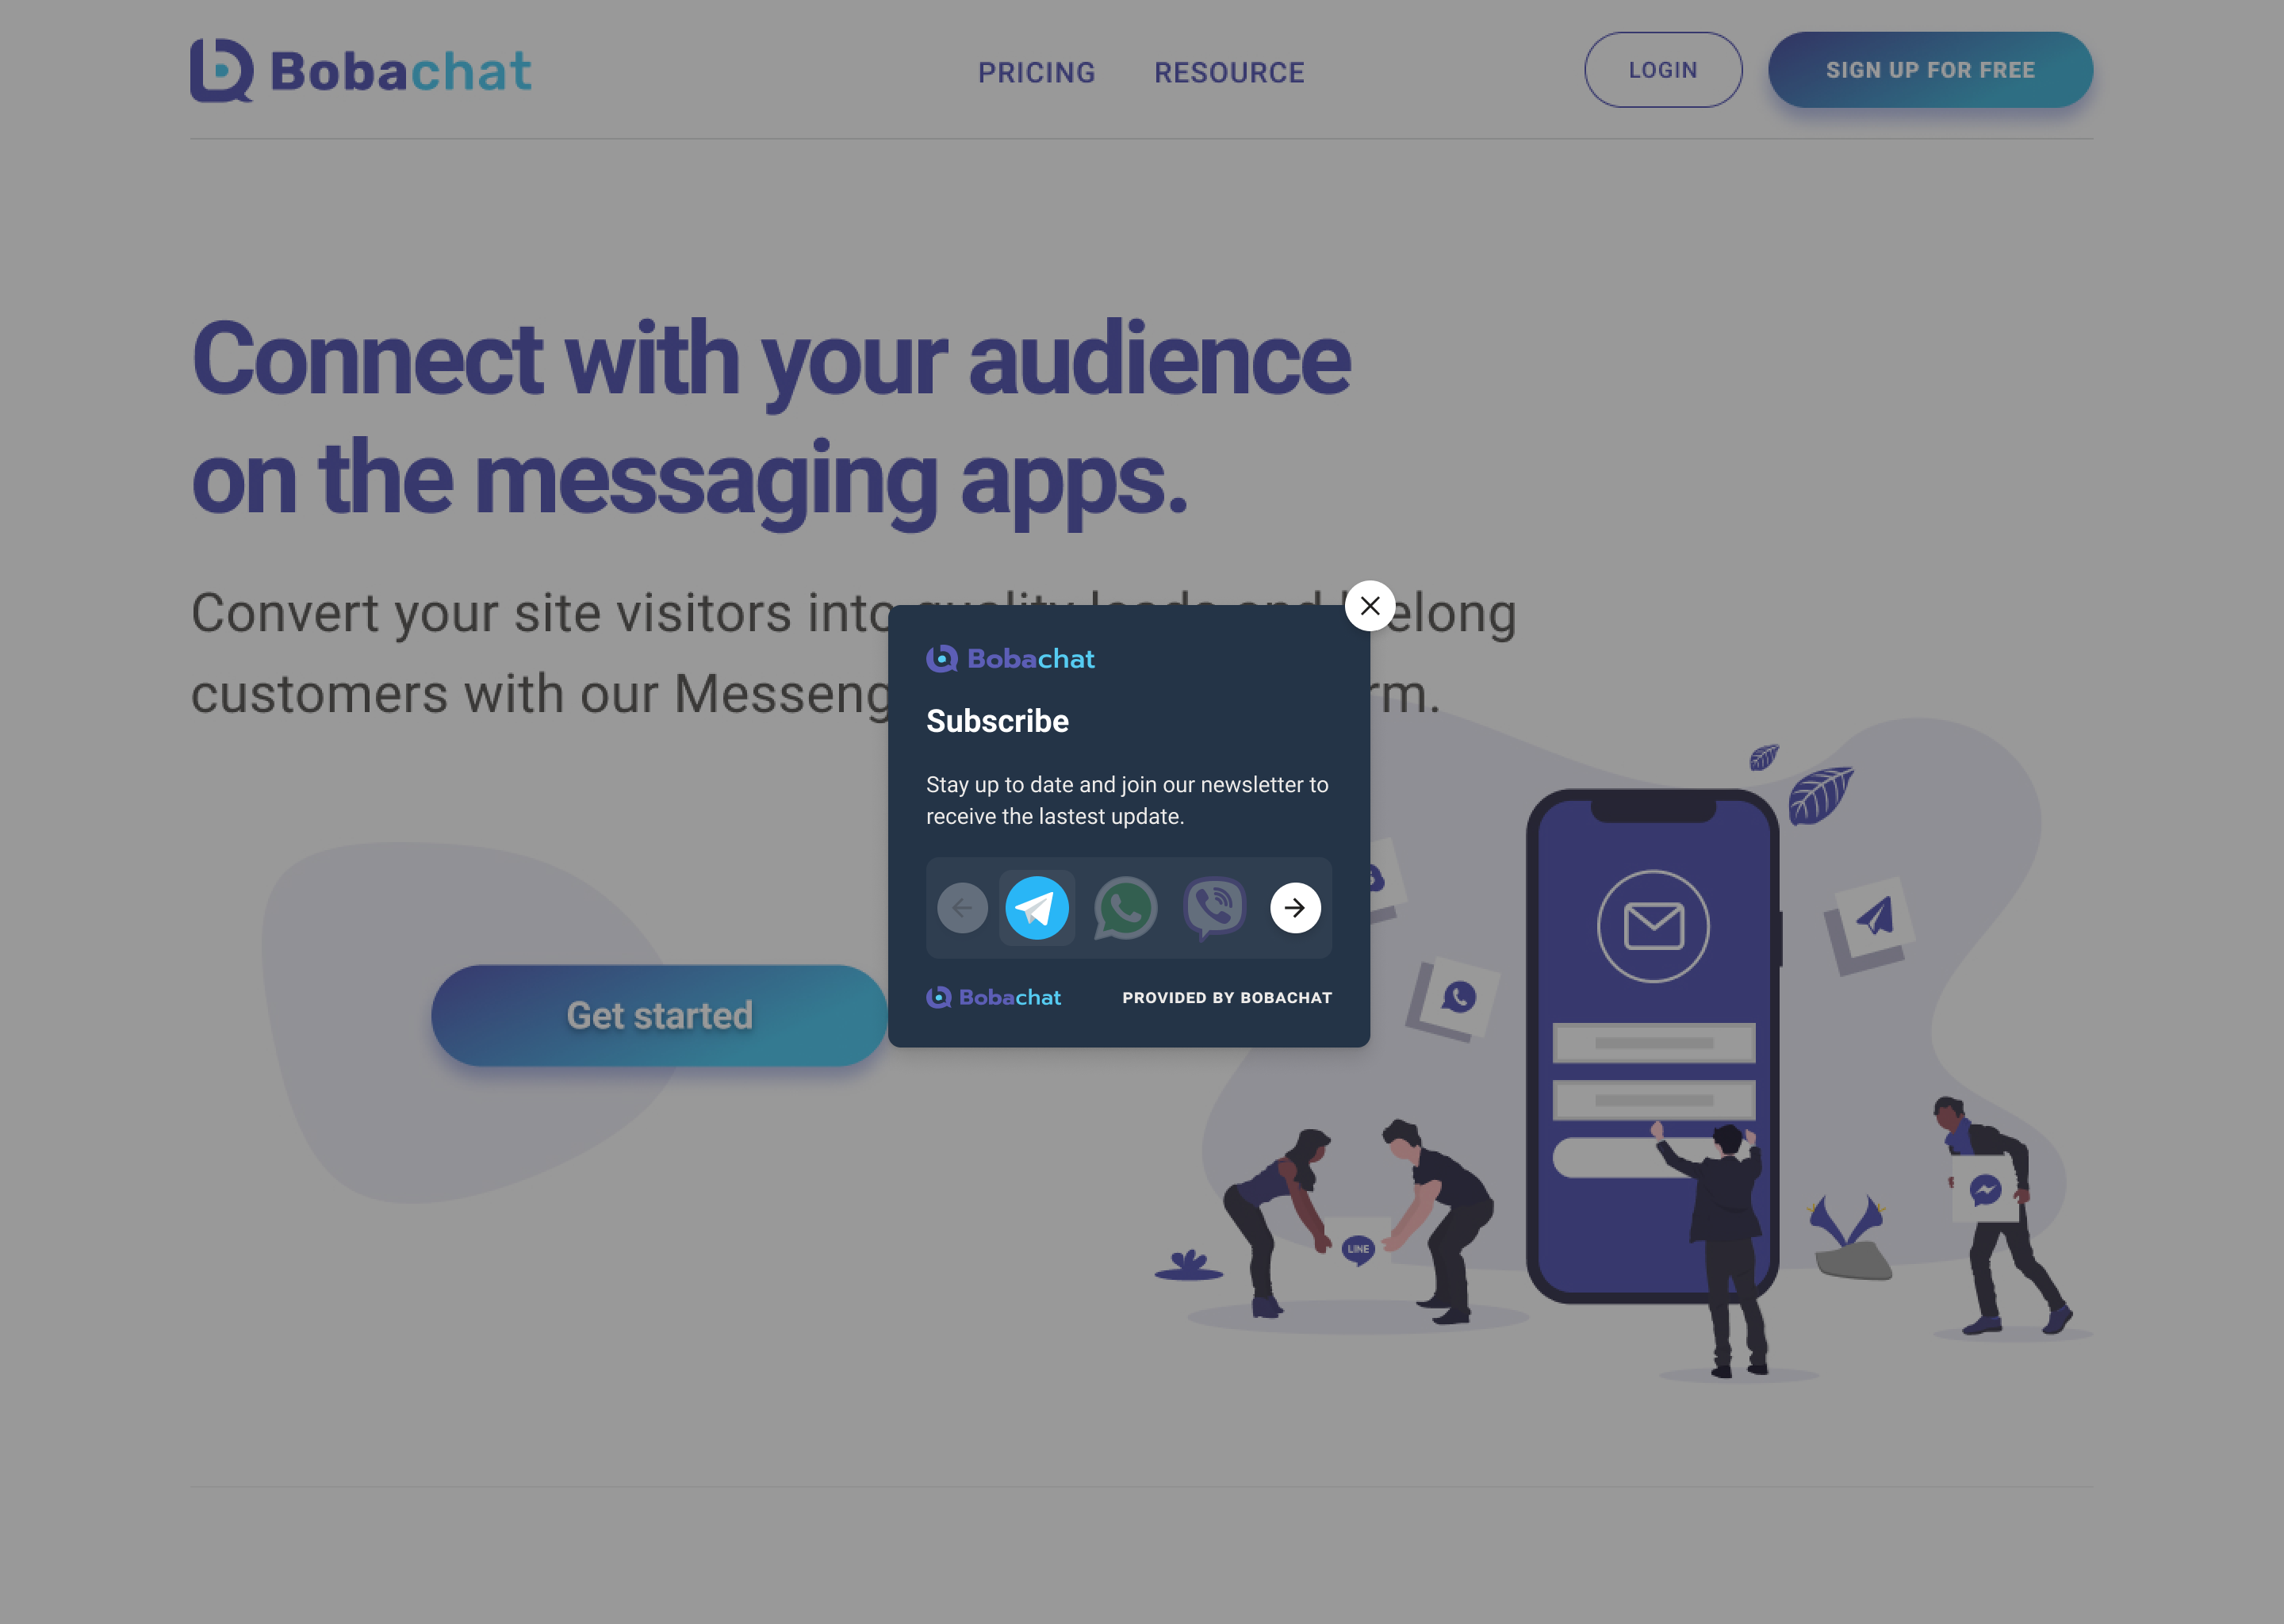 Bobachat
PRICING RESOURCE
LOGIN SIGN UP FOR FREE
Connect with your audience
on the messaging apps.
Convert your site visitors into elong
customers with our Messeng rm.
Bobachat
Subscribe
Stay up to date and join our newsletter to
receive the lastest update.
Bobachat PROVIDED BY BOBACHAT
Get started
LINE